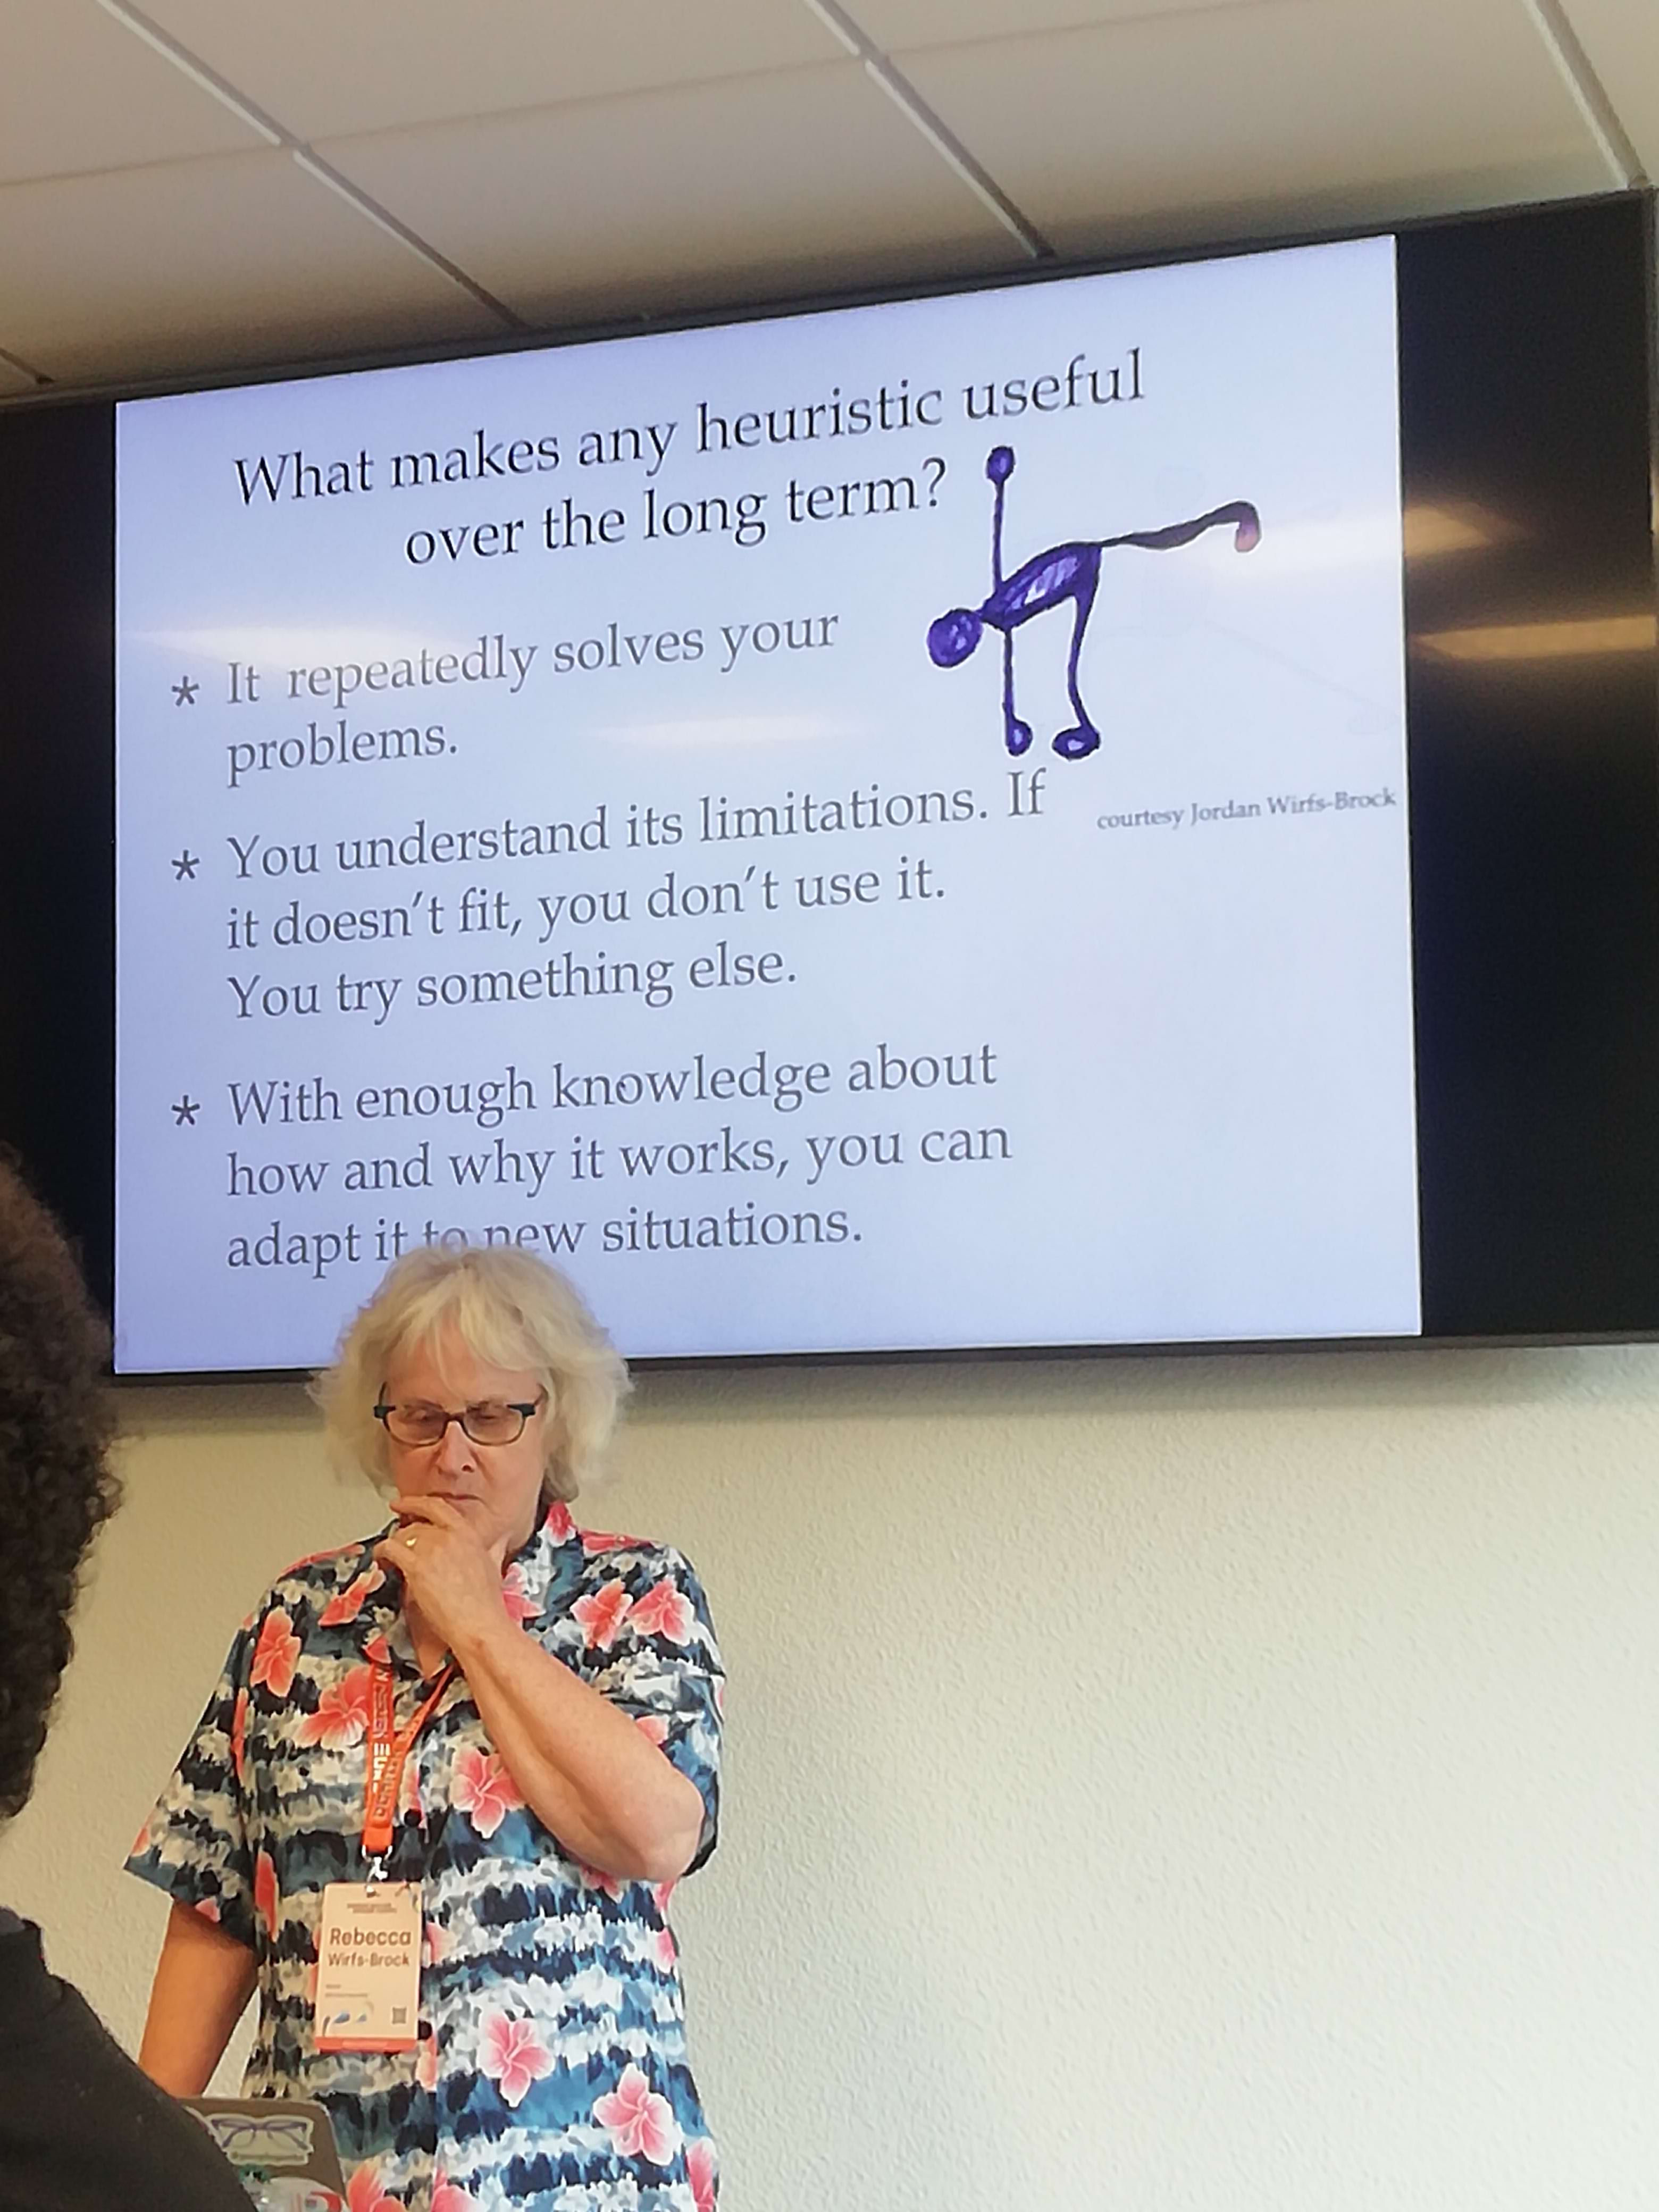 What makes any heuristic useful
over the long term?
* It repeatedly solves your
problems.
* You understand its limitations. If
it doesn't fit, you don't use it.
You try something else.
* With enough knowledge about
how and why it works, you can
adapt it to new situations.
courtesy Jordan Wirfs-Brock
Rebecca
Wirfs-Brock